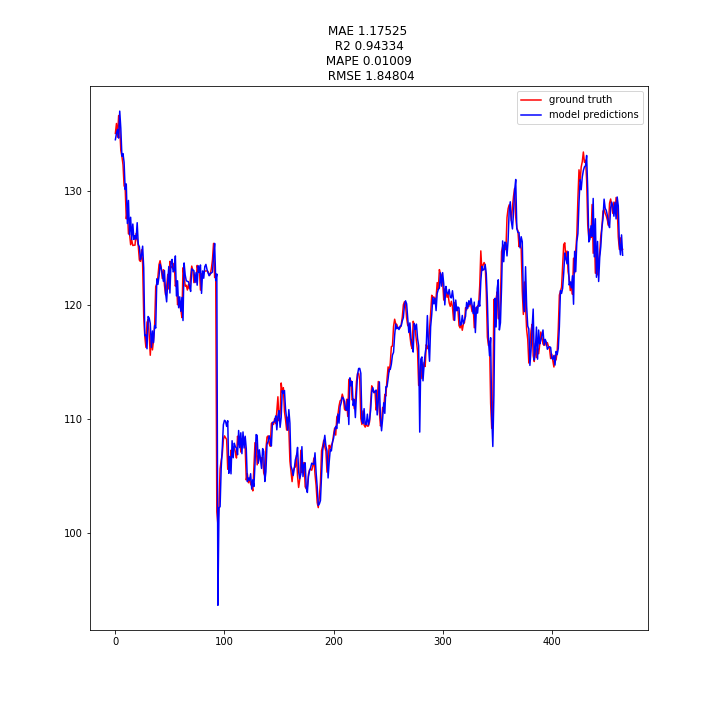 MAE 1.17525
R2 0.94334
MAPE 0.01009
RMSE 1.84804
ground truth
model predictions
130
120
110
100
0 100 200 300 400